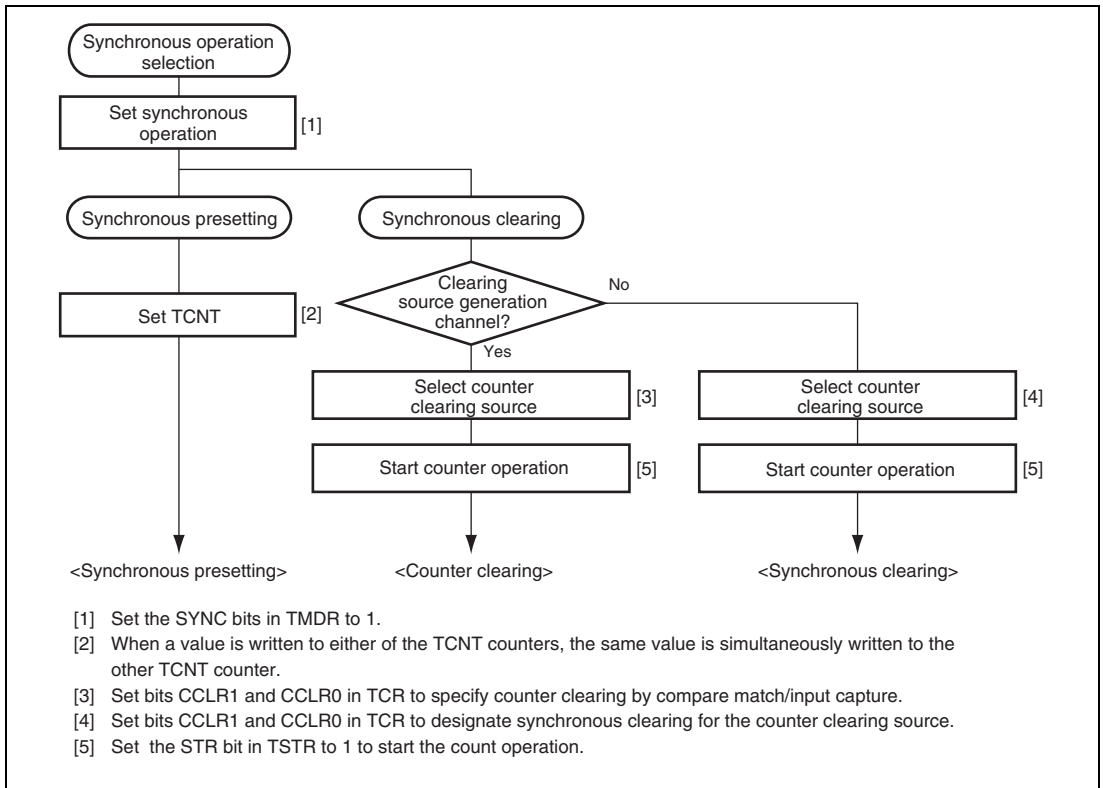 Synchronous operation
selection
Set synchronous
operation
[1]
Synchronous presetting
Synchronous clearing
Clearing
source generation
channel?
No
Set TCNT
[2]
Yes
Select counter
clearing source
[3]
Select counter
clearing source
[4]
Start counter operation
[5]
Start counter operation
[5]
<Synchronous presetting>
<Counter clearing>
<Synchronous clearing>
[1] Set the SYNC bits in TMDR to 1.
[2] When a value is written to either of the TCNT counters, the same value is simultaneously written to the
other TCNT counter.
[3] Set bits CCLR1 and CCLR0 in TCR to specify counter clearing by compare match/input capture.
[4] Set bits CCLR1 and CCLR0 in TCR to designate synchronous clearing for the counter clearing source.
[5] Set the STR bit in TSTR to 1 to start the count operation.